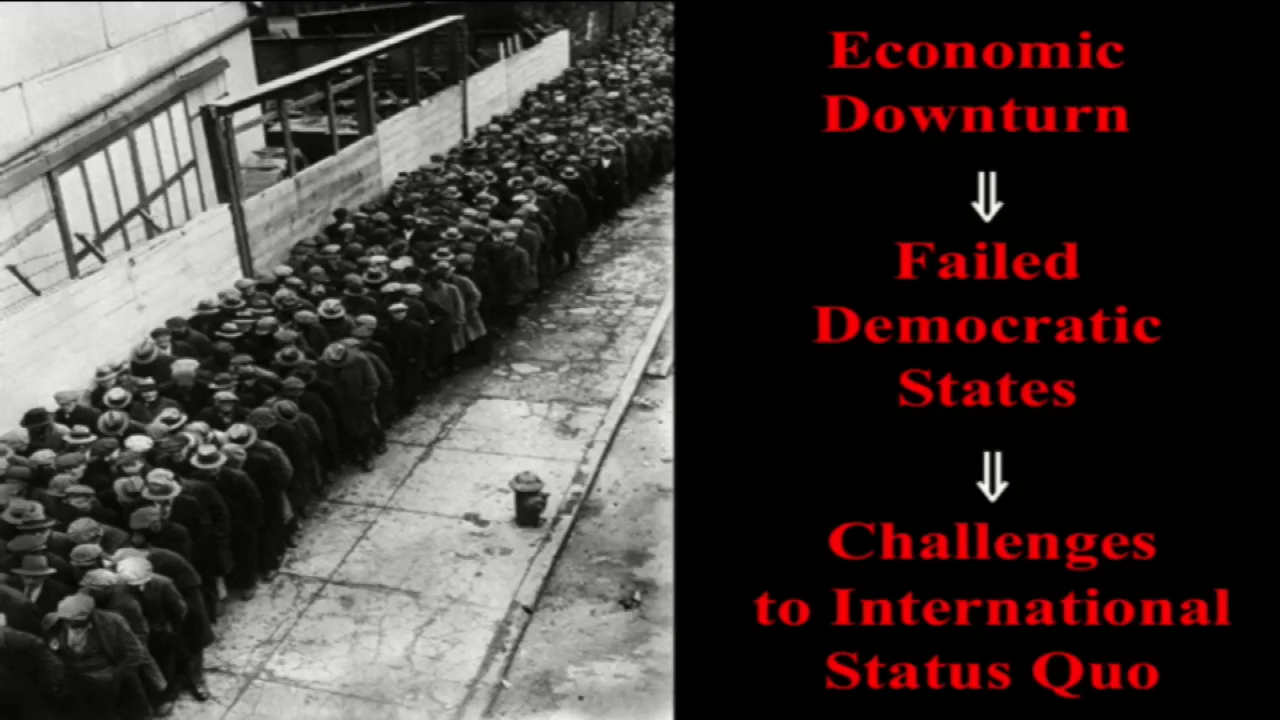 Economic
Downturn
⇓
Failed
Democratic
States
⇓
Challenges
to International
Status Quo